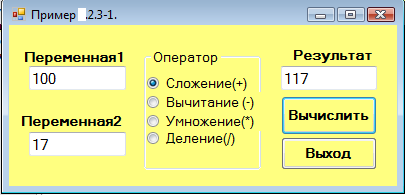 Пример .2.3-1.
Переменная1
100
Переменная2
17
Оператор
Сложение(+)
Вычитание (-)
Умножение(*)
Деление(/)
Результат
117
Вычислить
Выход